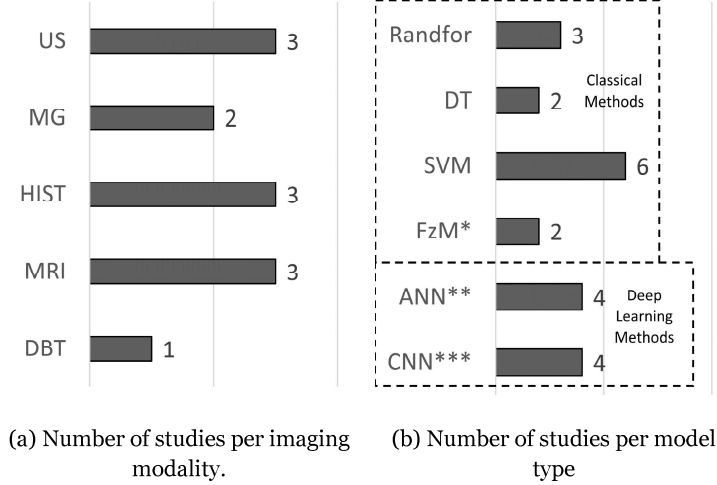 US 3
MG 2
HIST 3
MRI 3
DBT 1
(a) Number of studies per imaging
modality.
Randfor 3
DT 2
SVM 6
FzM* 2
Classical
Methods
ANN** 4
CNN*** 4
Deep
Learning
Methods
(b) Number of studies per model
type